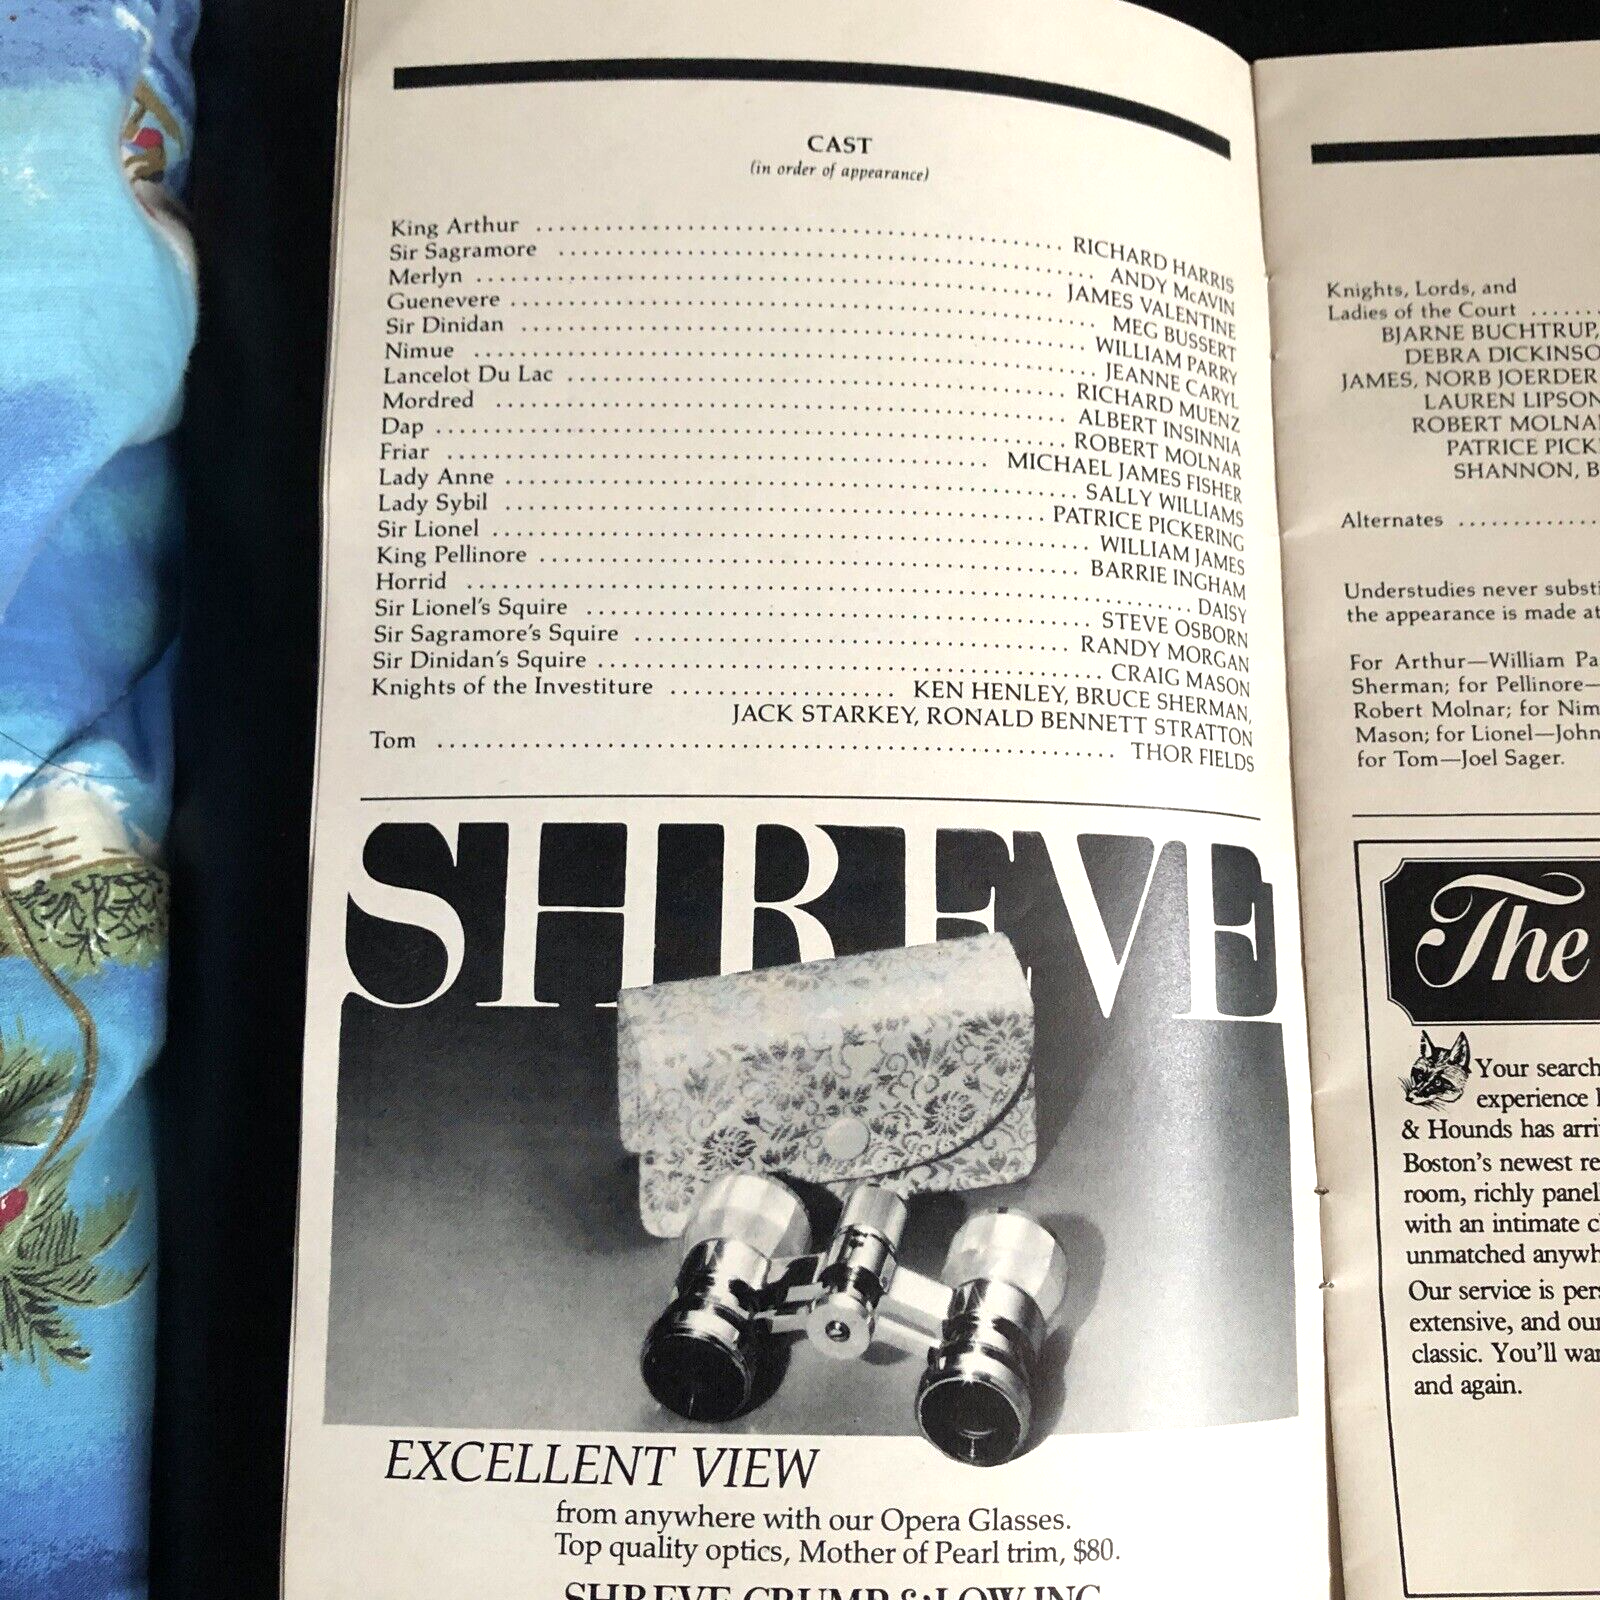 CAST
(in order of appearance)
King Arthur ........ RICHARD HARRIS
Sir Sagramore ........ ANDY McAVIN
Merlyn ........ JAMES VALENTINE
Guenevere ........ MEG BUSSERT
Sir Dinidan ........ WILLIAM PARRY
Nimue ........ JEANNE CARYL
Lancelot Du Lac ........ RICHARD MUENZ
Mordred ........ ALBERT INSINNIA
Dap ........ ROBERT MOLNAR
Friar ........ MICHAEL JAMES FISHER
Lady Anne ........ SALLY WILLIAMS
Lady Sybil ........ PATRICE PICKERING
Sir Lionel ........ WILLIAM JAMES
King Pellinore ........ BARRIE INGHAM
Horrid ........ DAISY
Sir Lionel's Squire ........ STEVE OSBORN
Sir Sagramore's Squire ........ RANDY MORGAN
Sir Dinidan's Squire ........ CRAIG MASON
Knights of the Investiture ........ KEN HENLEY, BRUCE SHERMAN,
JACK STARKEY, RONALD BENNETT STRATTON
Tom ........ THOR FIELDS
SHREVE
EXCELLENT VIEW
from anywhere with our Opera Glasses.
Top quality optics, Mother of Pearl trim, $80.
SHREVE CRUMP & LOW INC.
Knights, Lords, and
Ladies of the Court ........
BJARNE BUCHTRUP,
DEBRA DICKINSO
JAMES, NORB JOERDER
LAUREN LIPSON
ROBERT MOLNA
PATRICE PICK
SHANNON, B
Alternates ........
Understudies never substi
the appearance is made at
For Arthur—William Pa
Sherman; for Pellinore—
Robert Molnar; for Nim
Mason; for Lionel—John
for Tom—Joel Sager.
The
Your search
experience
& Hounds has arri
Boston's newest re
room, richly panel
with an intimate c
unmatched anywh
Our service is pers
extensive, and our
classic. You'll wan
and again.